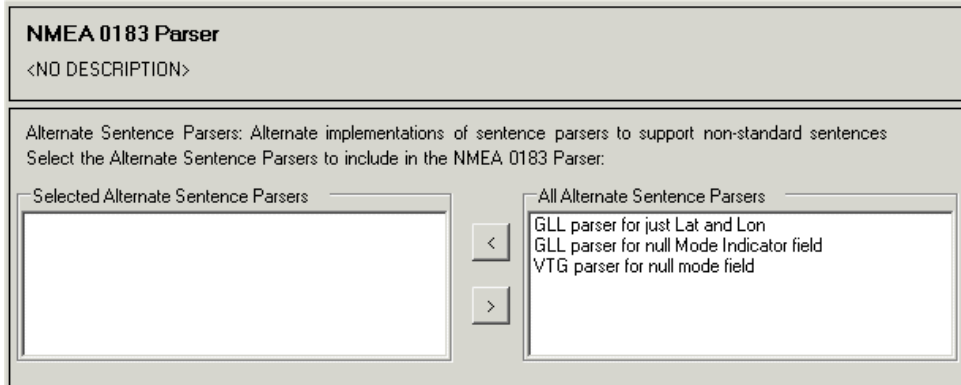 NMEA 0183 Parser
<NO DESCRIPTION>
Alternate Sentence Parsers: Alternate implementations of sentence parsers to support non-standard sentences
Select the Alternate Sentence Parsers to include in the NMEA 0183 Parser:
Selected Alternate Sentence Parsers
<
>
All Alternate Sentence Parsers
GLL parser for just Lat and Lon
GLL parser for null Mode Indicator field
VTG parser for null mode field